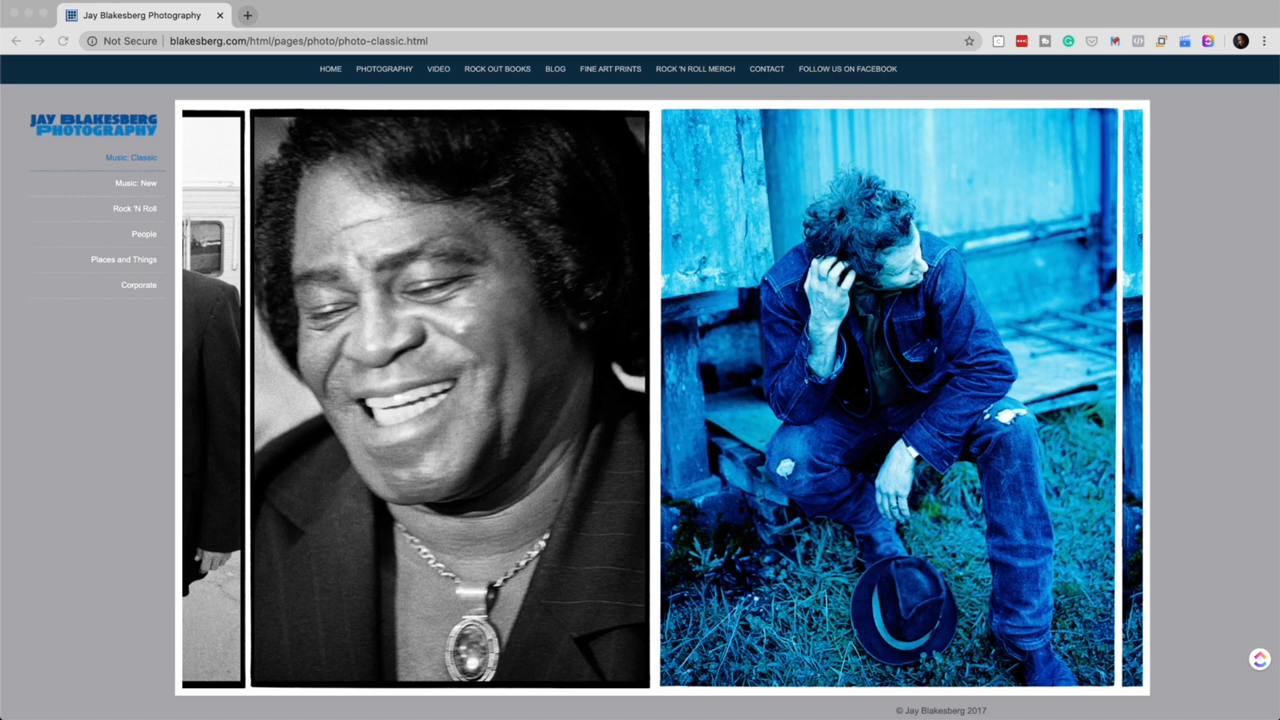 Jay Blakesberg Photography
Not Secure | blakesberg.com/html/pages/photo/photo-classic.html
HOME PHOTOGRAPHY VIDEO ROCK OUT BOOKS BLOG FINE ART PRINTS ROCK 'N ROLL MERCH CONTACT FOLLOW US ON FACEBOOK
JAY BLAKESBERG
PHOTOGRAPHY
Music: Classic
Music: New
Rock 'N Roll
People
Places and Things
Corporate
© Jay Blakesberg 2017